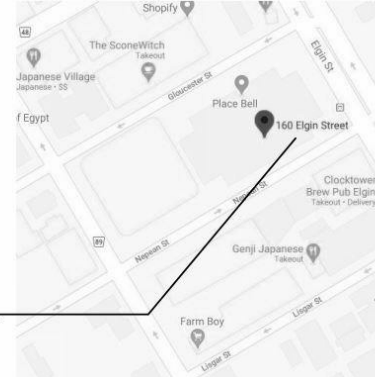 Shopify
48
Elgin St
The SconeWitch
Takeout
Japanese Village
Japanese · $$
Gloucester St
Place Bell
f Egypt
160 Elgin Street
Clocktower
Brew Pub Elgin
Takeout · Delivery
Nepean St
89
Nepean St
Genji Japanese
Takeout
Lisgar St
Farm Boy
Lisgar St